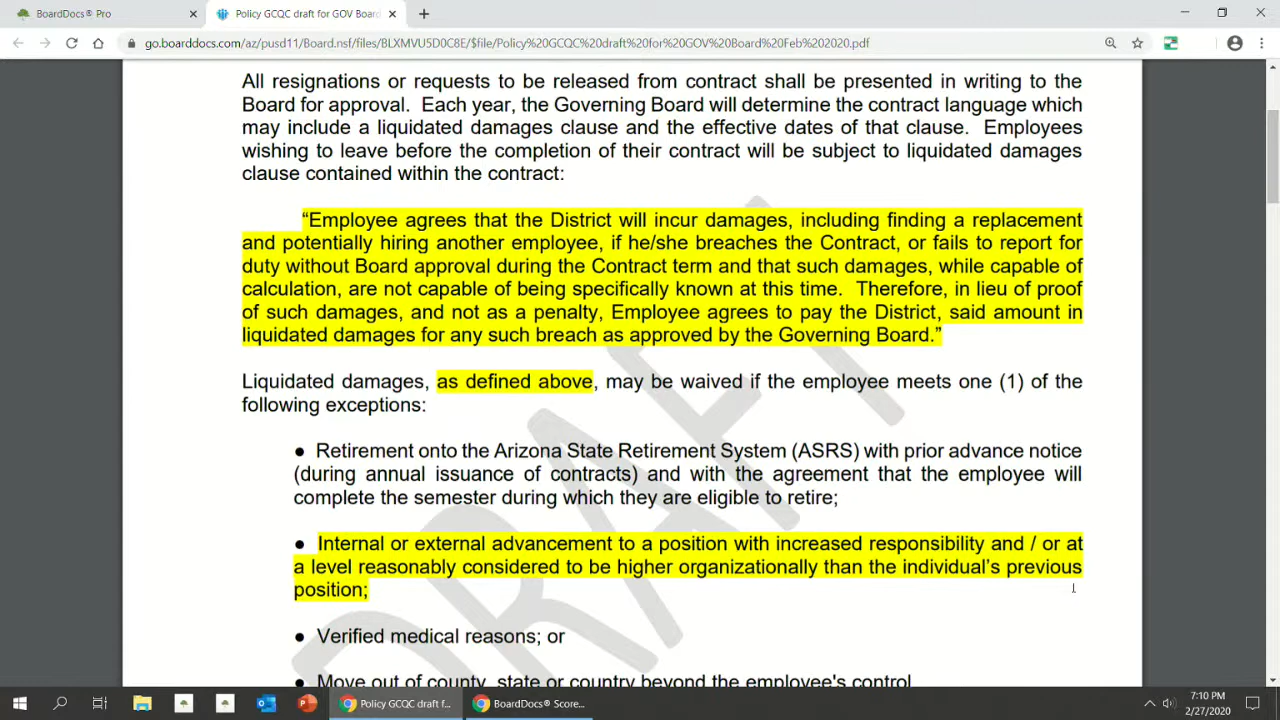 BoardDocs® Pro
Policy GCQC draft for GOV Board
go.boarddocs.com/az/pusd11/Board.nsf/files/BLXMVU5D0C8E/$file/Policy%20GCQC%20draft%20for%20GOV%20Board%20Feb%202020.pdf
All resignations or requests to be released from contract shall be presented in writing to the
Board for approval. Each year, the Governing Board will determine the contract language which
may include a liquidated damages clause and the effective dates of that clause. Employees
wishing to leave before the completion of their contract will be subject to liquidated damages
clause contained within the contract:
“Employee agrees that the District will incur damages, including finding a replacement
and potentially hiring another employee, if he/she breaches the Contract, or fails to report for
duty without Board approval during the Contract term and that such damages, while capable of
calculation, are not capable of being specifically known at this time. Therefore, in lieu of proof
of such damages, and not as a penalty, Employee agrees to pay the District, said amount in
liquidated damages for any such breach as approved by the Governing Board.”
Liquidated damages, as defined above, may be waived if the employee meets one (1) of the
following exceptions:
● Retirement onto the Arizona State Retirement System (ASRS) with prior advance notice
(during annual issuance of contracts) and with the agreement that the employee will
complete the semester during which they are eligible to retire;
● Internal or external advancement to a position with increased responsibility and / or at
a level reasonably considered to be higher organizationally than the individual’s previous
position;
● Verified medical reasons; or
● Move out of county, state or country beyond the employee's control
DRAFT
Policy GCQC draft f...
BoardDocs® Score...
7:10 PM
2/27/2020